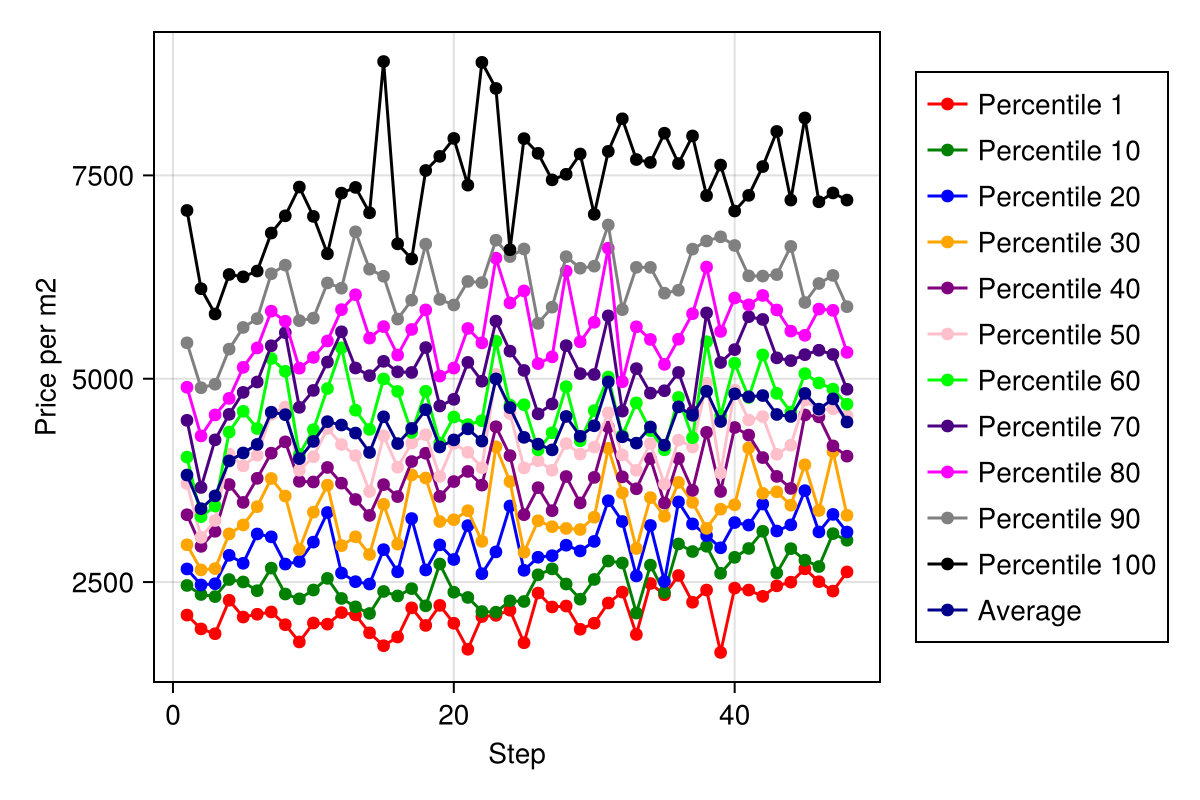 Price per m2
7500
5000
2500
0 20 40
Step
Percentile 1
Percentile 10
Percentile 20
Percentile 30
Percentile 40
Percentile 50
Percentile 60
Percentile 70
Percentile 80
Percentile 90
Percentile 100
Average